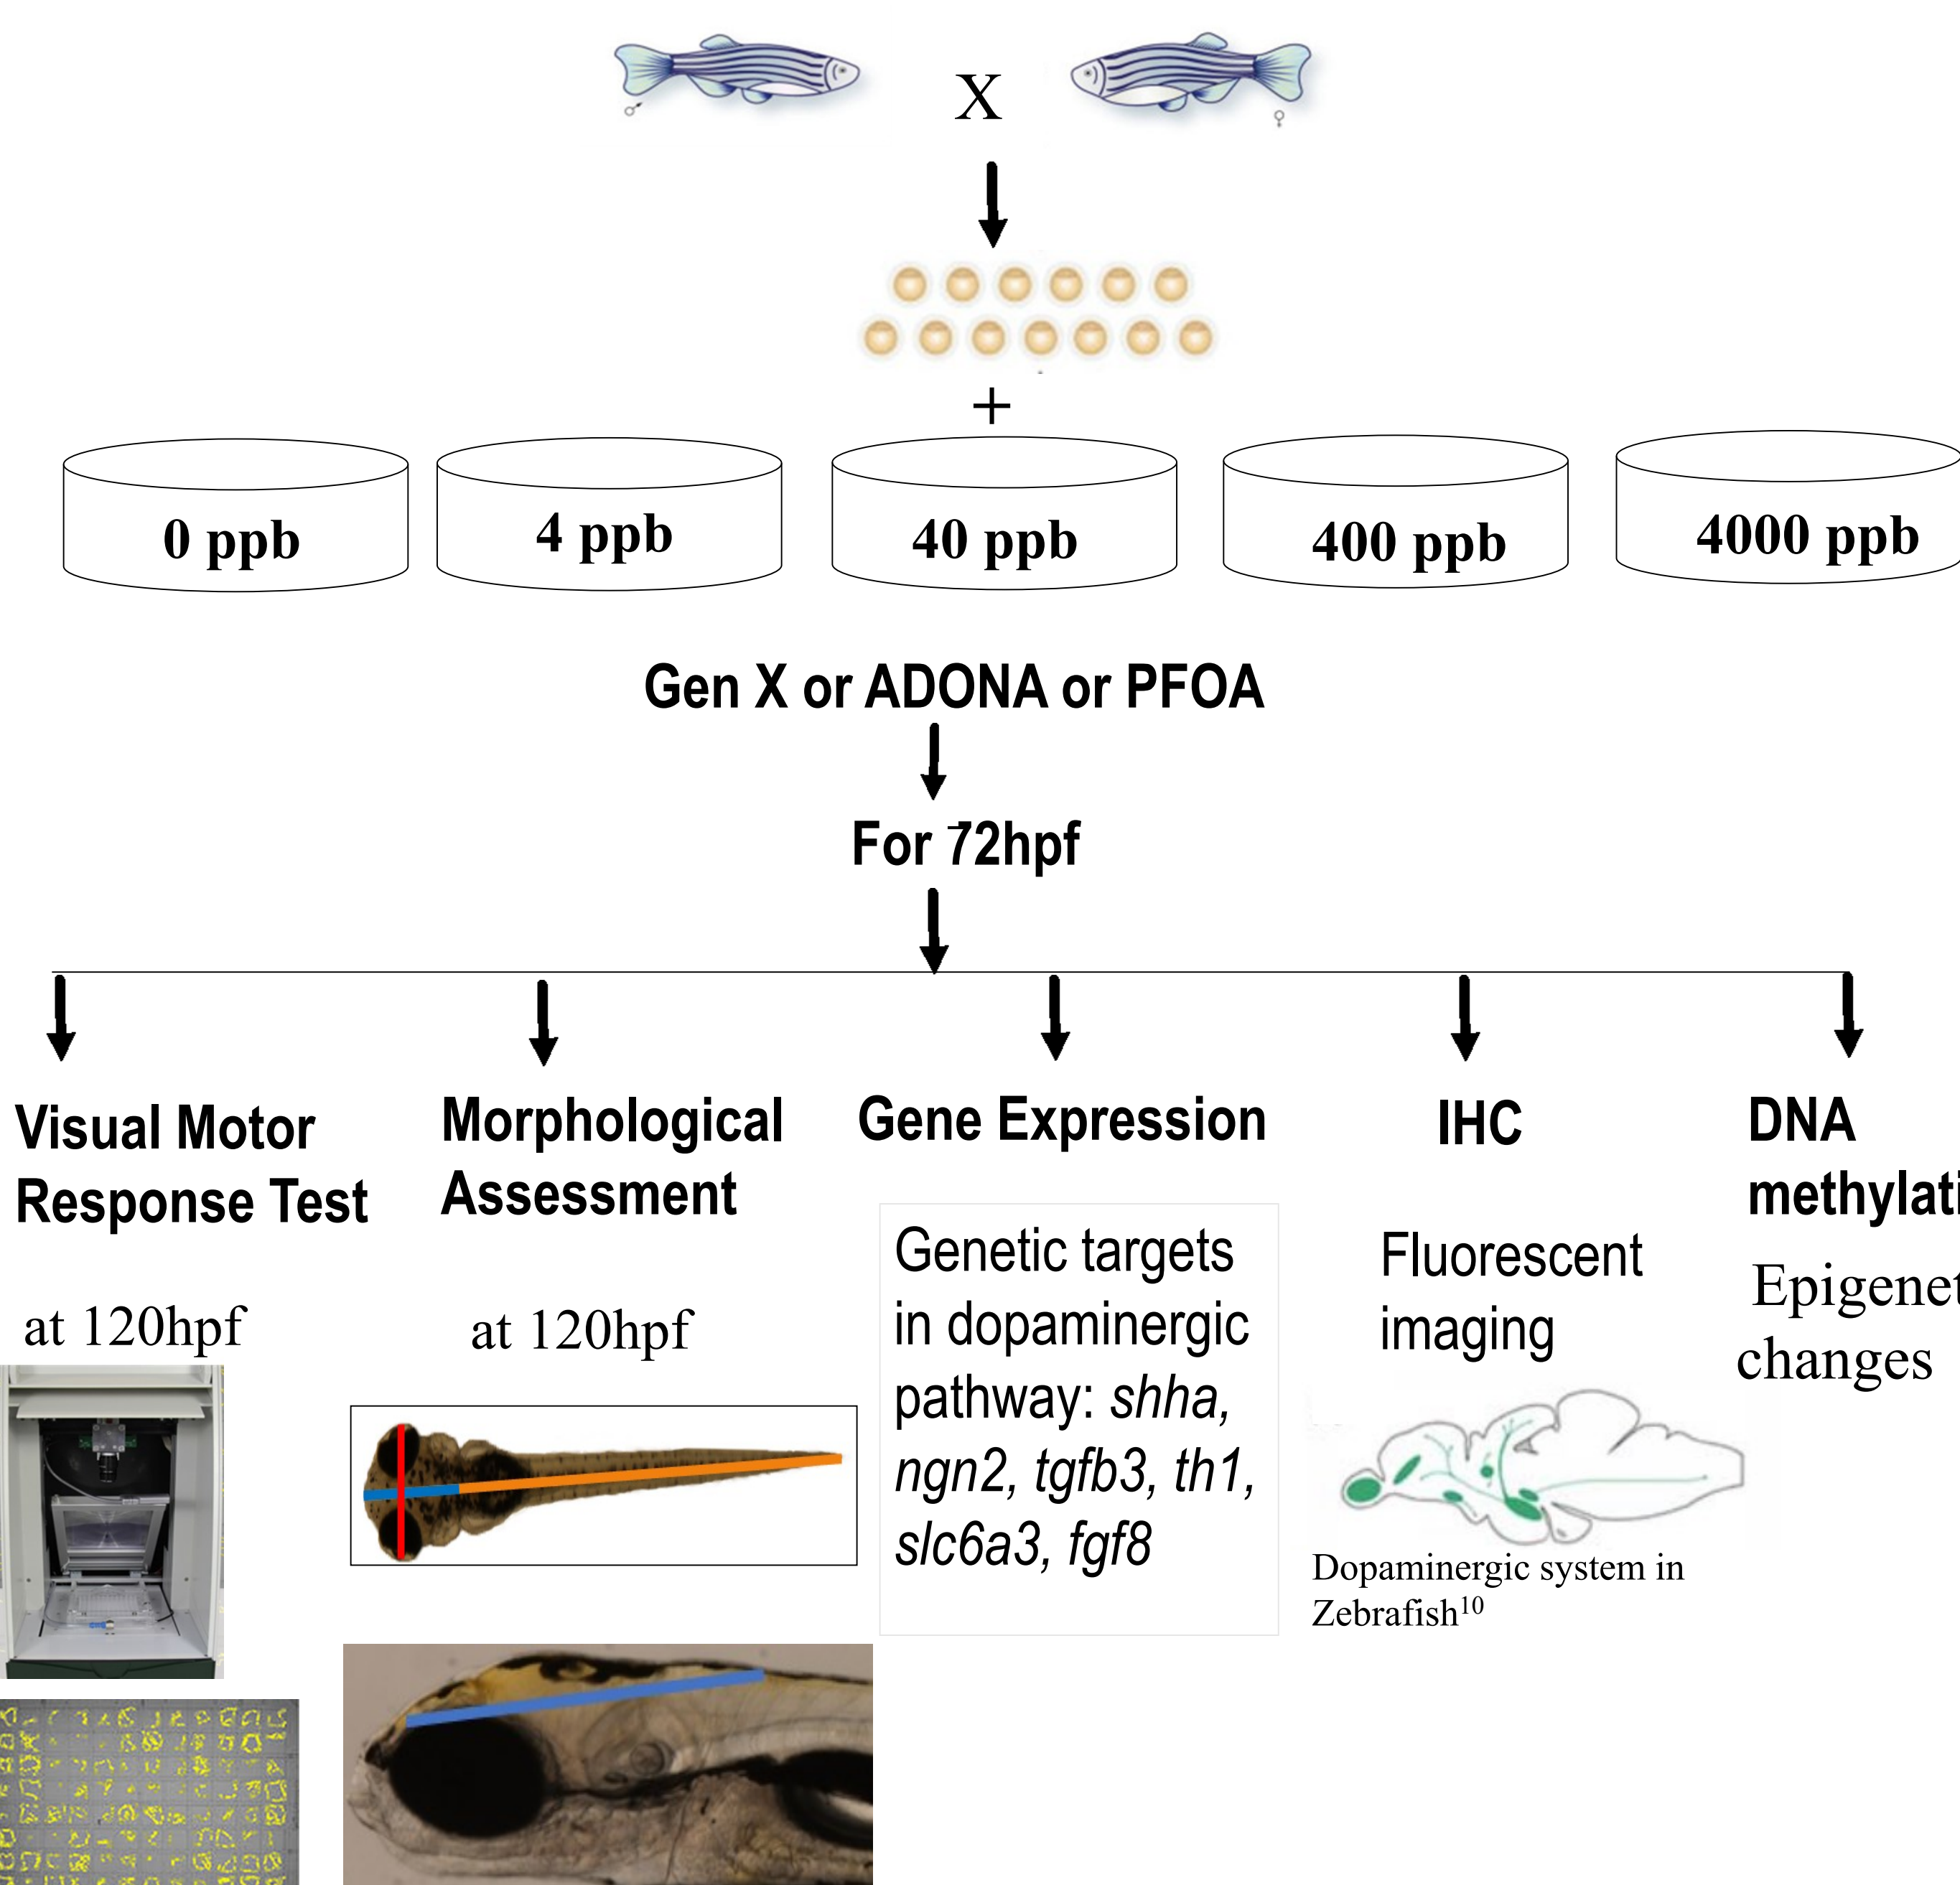 ♂
X
♀
+
0 ppb
4 ppb
40 ppb
400 ppb
4000 ppb
Gen X or ADONA or PFOA
For 72hpf
Visual Motor
Response Test
at 120hpf
Morphological
Assessment
at 120hpf
Gene Expression
Genetic targets
in dopaminergic
pathway: shha,
ngn2, tgfb3, th1,
slc6a3, fgf8
IHC
Fluorescent
imaging
Dopaminergic system in
Zebrafish¹⁰
DNA
methylati
Epigenet
changes